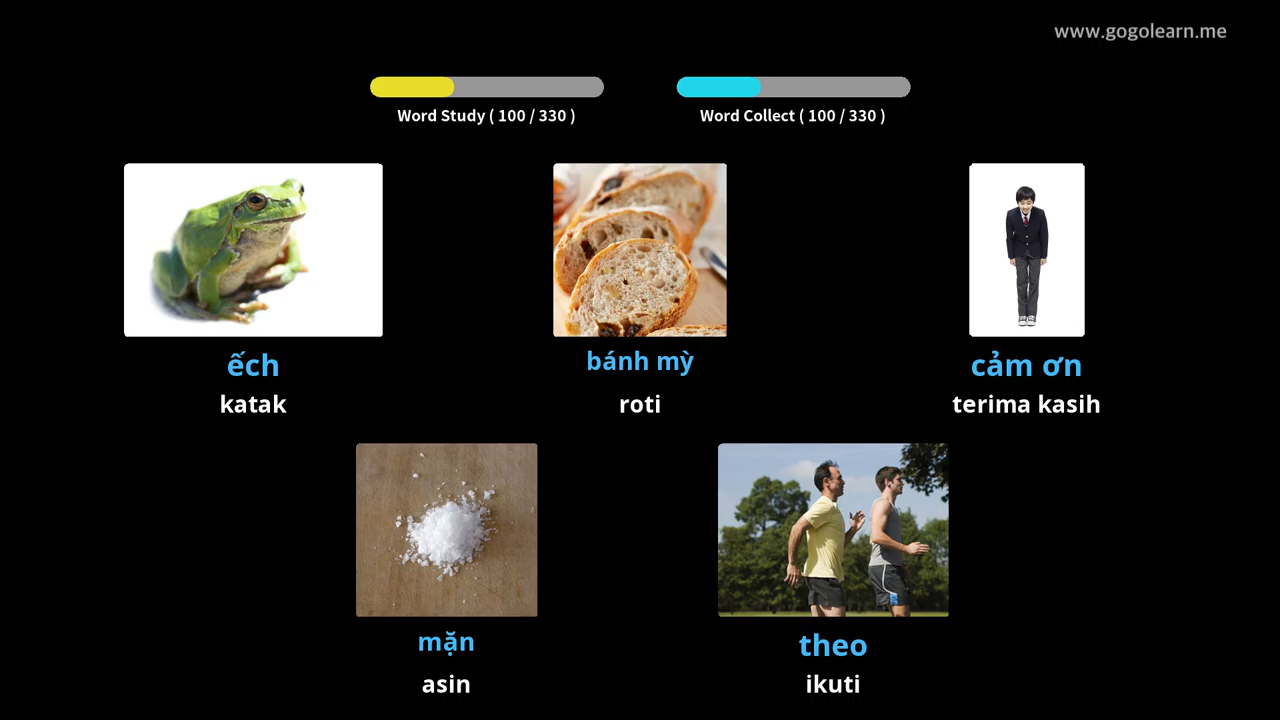 www.gogolearn.me
Word Study ( 100 / 330 )
Word Collect ( 100 / 330 )
ếch
katak
bánh mỳ
roti
cảm ơn
terima kasih
mặn
asin
theo
ikuti